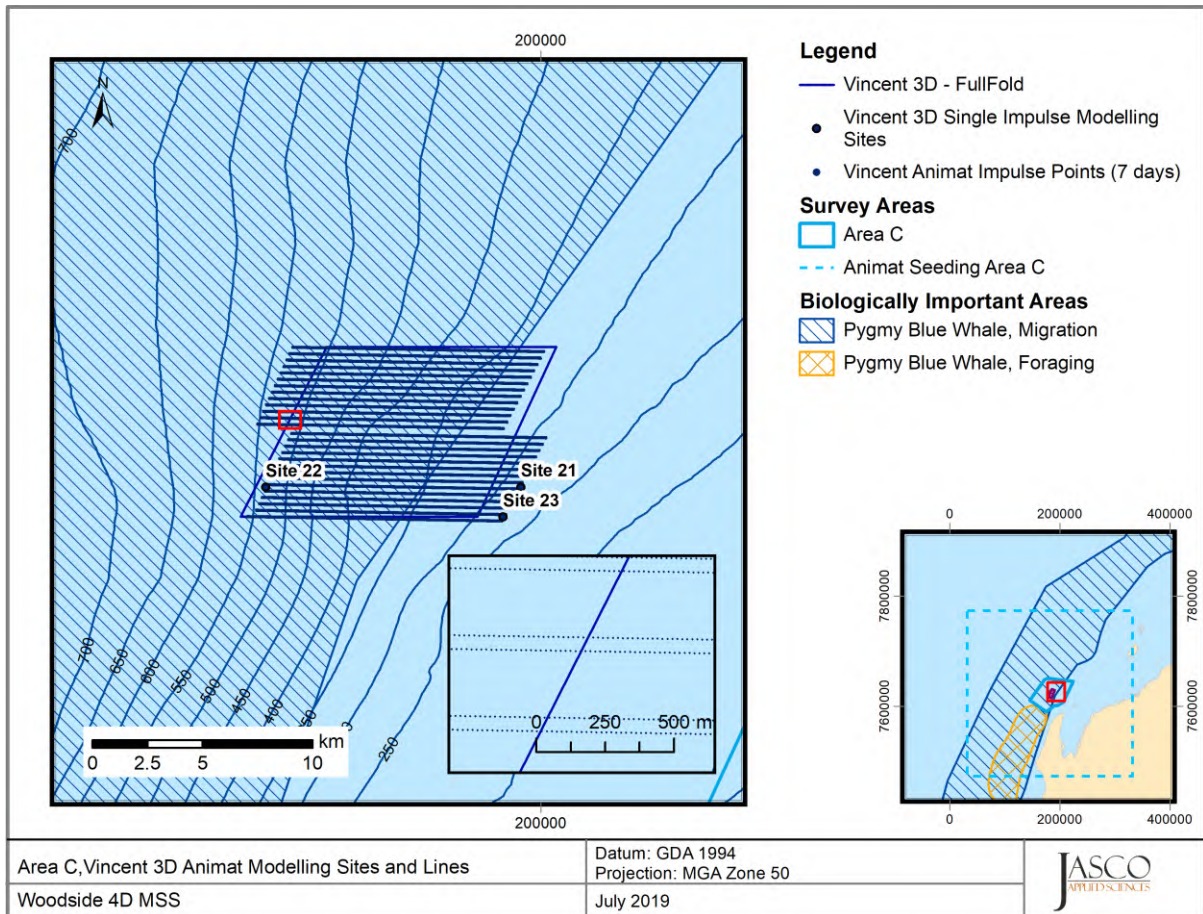 200000
N
700
Site 22
Site 21
Site 23
700
650
600
550
500
450
400
250
0 2.5 5 10 km
0 250 500 m
200000
Legend
Vincent 3D - FullFold
Vincent 3D Single Impulse Modelling
Sites
Vincent Animat Impulse Points (7 days)
Survey Areas
Area C
Animat Seeding Area C
Biologically Important Areas
Pygmy Blue Whale, Migration
Pygmy Blue Whale, Foraging
0 200000 400000
7800000 7800000
7600000 7600000
0 200000 400000
Area C,Vincent 3D Animat Modelling Sites and Lines
Woodside 4D MSS
Datum: GDA 1994
Projection: MGA Zone 50
July 2019
JASCO
APPLIED SCIENCES